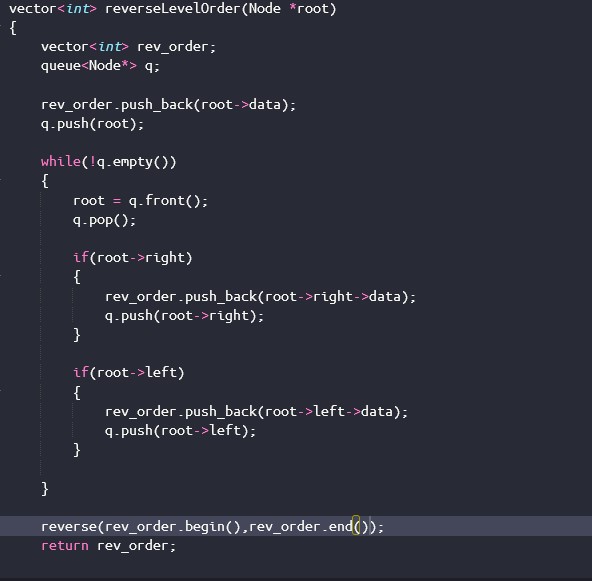 vector<int> reverseLevelOrder(Node *root)
{
    vector<int> rev_order;
    queue<Node*> q;

    rev_order.push_back(root->data);
    q.push(root);

    while(!q.empty())
    {
        root = q.front();
        q.pop();

        if(root->right)
        {
            rev_order.push_back(root->right->data);
            q.push(root->right);
        }

        if(root->left)
        {
            rev_order.push_back(root->left->data);
            q.push(root->left);
        }

    }

    reverse(rev_order.begin(),rev_order.end());
    return rev_order;